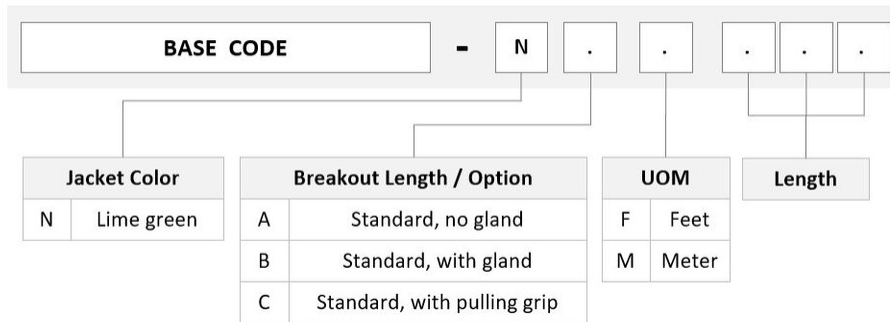 BASE CODE - N . . . . .
Jacket Color
N Lime green
Breakout Length / Option
A Standard, no gland
B Standard, with gland
C Standard, with pulling grip
UOM
F Feet
M Meter
Length